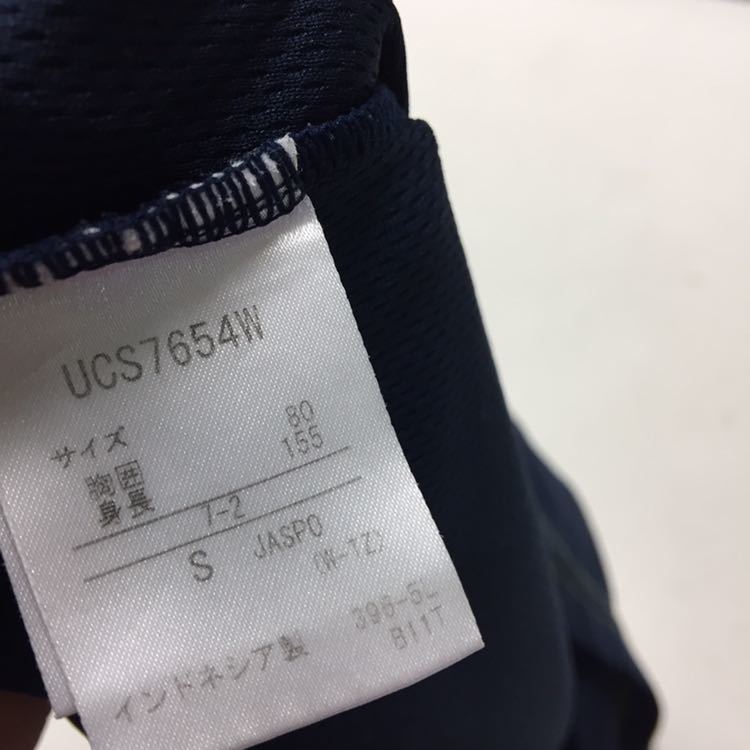 UCS7654W
サイズ
胸囲 80
身長 155
7-2
S JASPO
(W-1Z)
396-5L
インドネシア製 B11T